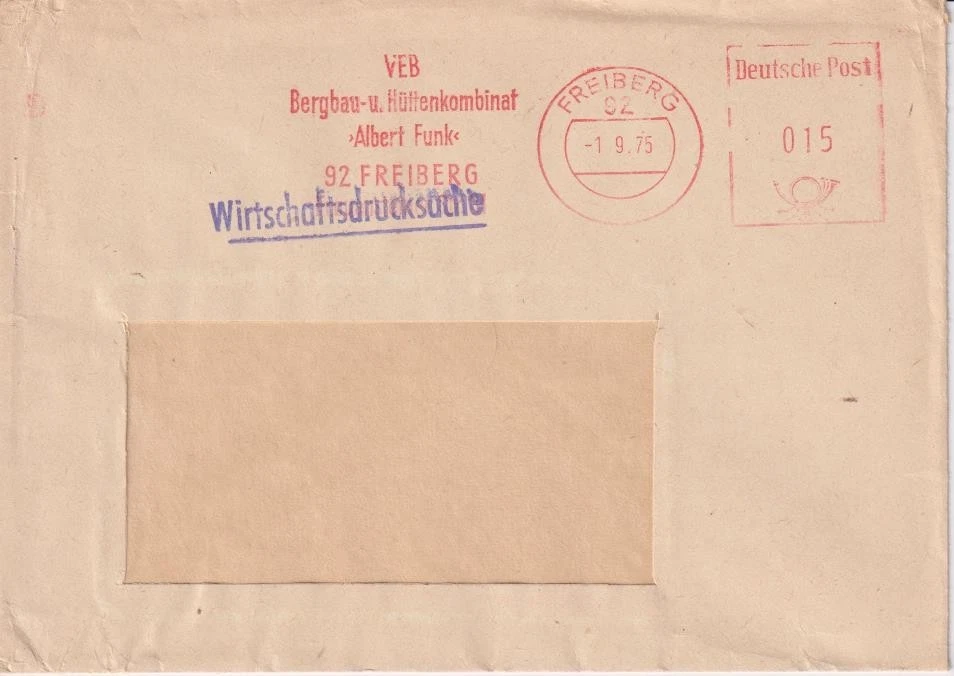 VEB
Bergbau-u. Hüttenkombinat
›Albert Funk‹
92 FREIBERG
Wirtschaftsdrucksache
FREIBERG
92
-1 9.75
Deutsche Post
015